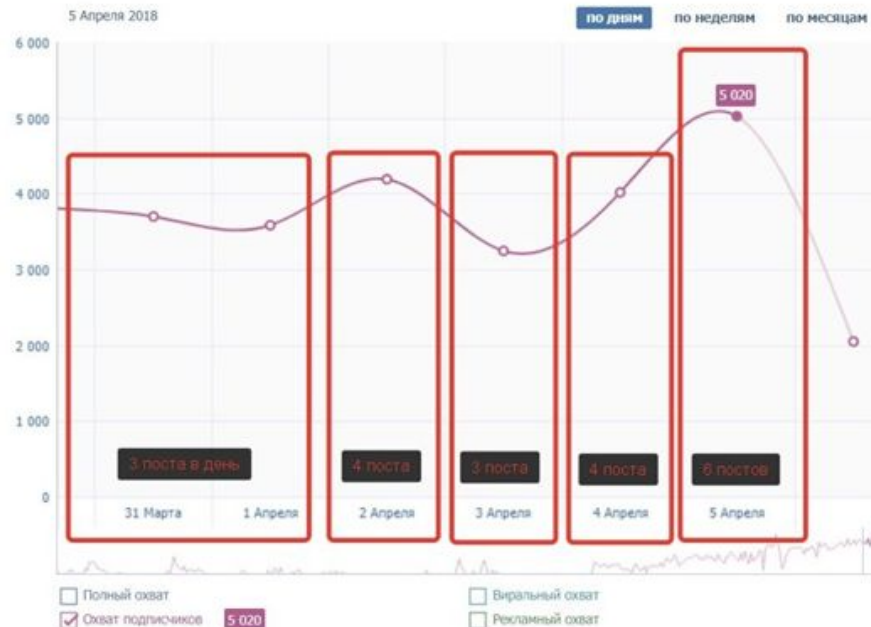 5 Апреля 2018
по дням по неделям по месяцам
6 000
5 020
5 000
4 000
3 000
2 000
1 000
3 поста в день 4 поста 3 поста 4 поста 6 постов
0
31 Марта 1 Апреля 2 Апреля 3 Апреля 4 Апреля 5 Апреля
Полный охват Виральный охват
Охват подписчиков 5 020 Рекламный охват